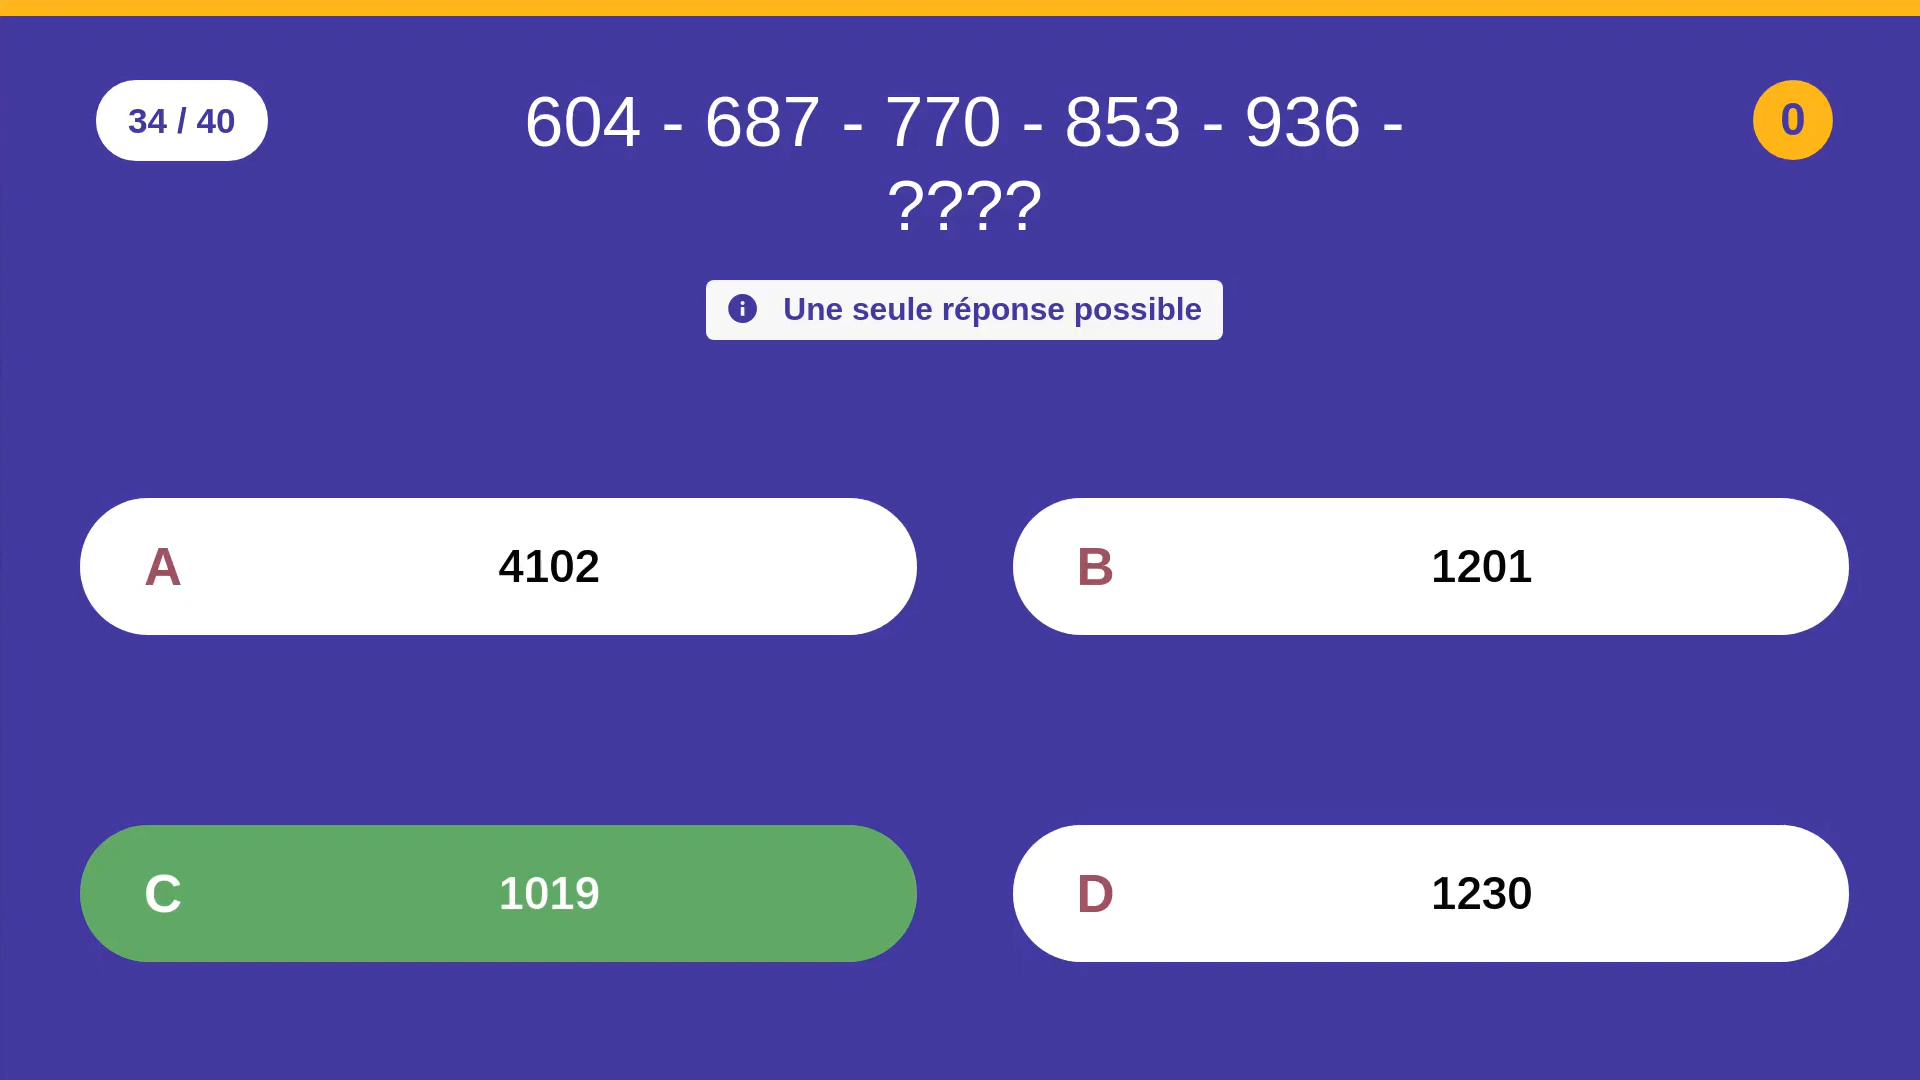 34 / 40
604 - 687 - 770 - 853 - 936 -
????
0
Une seule réponse possible
A 4102
B 1201
C 1019
D 1230